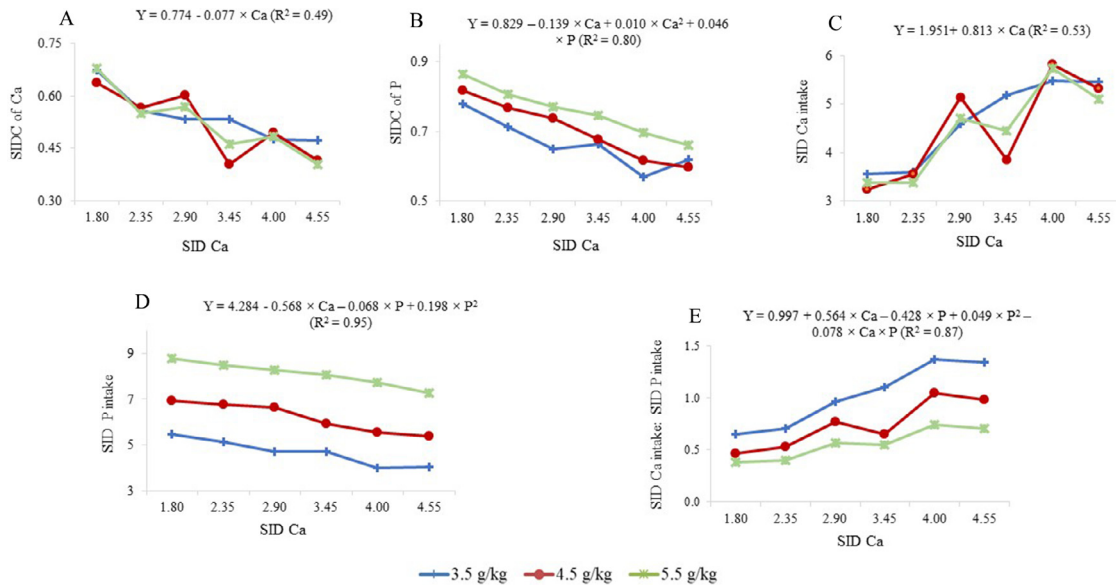 A
Y = 0.774 - 0.077 × Ca (R² = 0.49)
SIDC of Ca
0.75
0.60
0.45
0.30
1.80 2.35 2.90 3.45 4.00 4.55
SID Ca
B
Y = 0.829 – 0.139 × Ca + 0.010 × Ca² + 0.046
× P (R² = 0.80)
SIDC of P
0.9
0.7
0.5
1.80 2.35 2.90 3.45 4.00 4.55
SID Ca
C
Y = 1.951+ 0.813 × Ca (R² = 0.53)
SID Ca intake
6
5
4
3
1.80 2.35 2.90 3.45 4.00 4.55
SID Ca
D
Y = 4.284 - 0.568 × Ca – 0.068 × P + 0.198 × P²
(R² = 0.95)
SID P intake
9
7
5
3
1.80 2.35 2.90 3.45 4.00 4.55
SID Ca
E
Y = 0.997 + 0.564 × Ca – 0.428 × P + 0.049 × P² –
0.078 × Ca × P (R² = 0.87)
SID Ca intake: SID P intake
1.5
1.0
0.5
0.0
1.80 2.35 2.90 3.45 4.00 4.55
SID Ca
3.5 g/kg 4.5 g/kg 5.5 g/kg